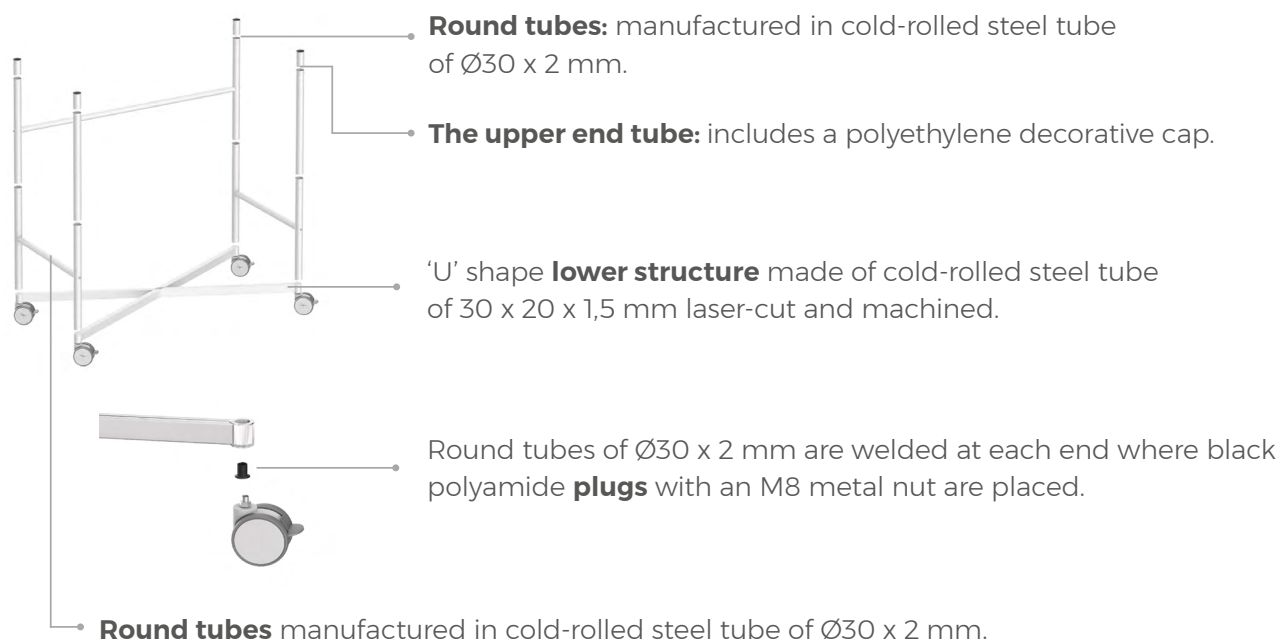 Round tubes: manufactured in cold-rolled steel tube
of Ø30 x 2 mm.
The upper end tube: includes a polyethylene decorative cap.
‘U’ shape lower structure made of cold-rolled steel tube
of 30 x 20 x 1,5 mm laser-cut and machined.
Round tubes of Ø30 x 2 mm are welded at each end where black
polyamide plugs with an M8 metal nut are placed.
Round tubes manufactured in cold-rolled steel tube of Ø30 x 2 mm.